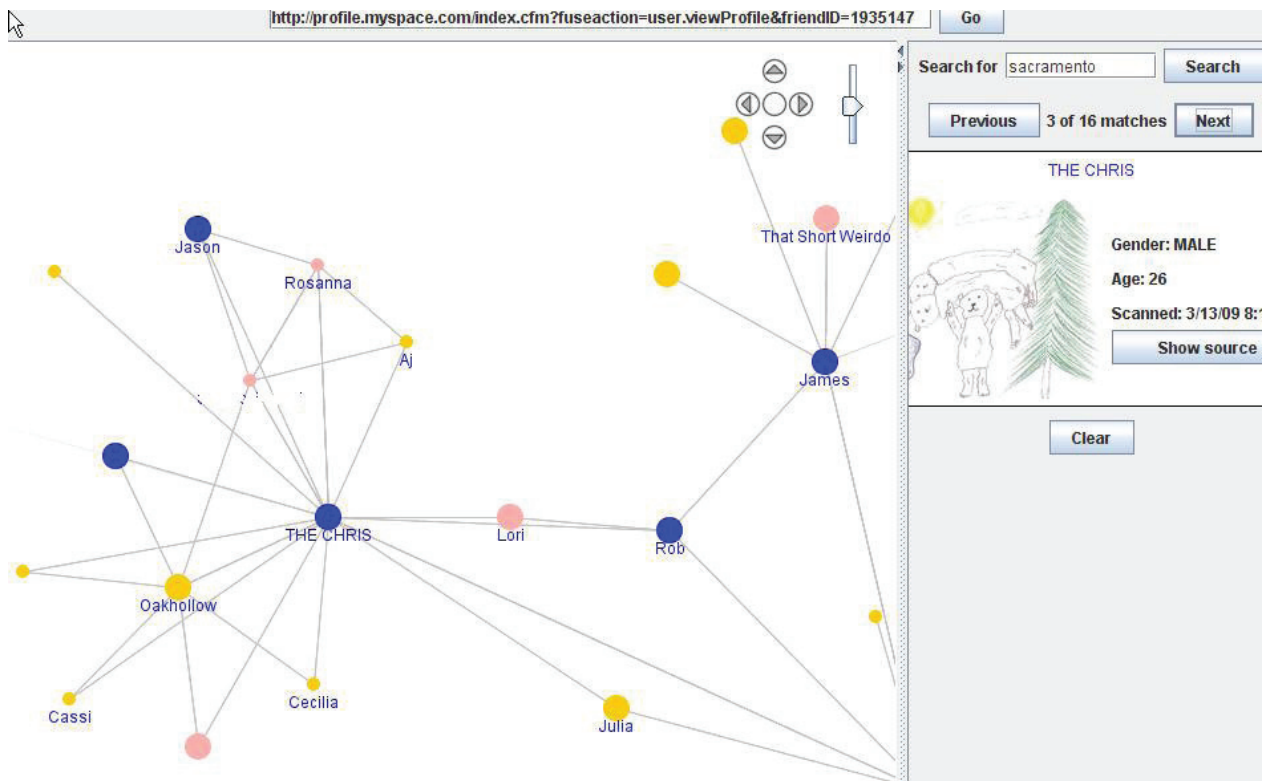 http://profile.myspace.com/index.cfm?fuseaction=user.viewProfile&friendID=1935147
Go
Search for
sacramento
Search
Previous
3 of 16 matches
Next
THE CHRIS
Gender: MALE
Age: 26
Scanned: 3/13/09 8:1
Show source
Clear
That Short Weirdo
Jason
Rosanna
Aj
James
THE CHRIS
Lori
Rob
Oakhollow
Cassi
Cecilia
Julia